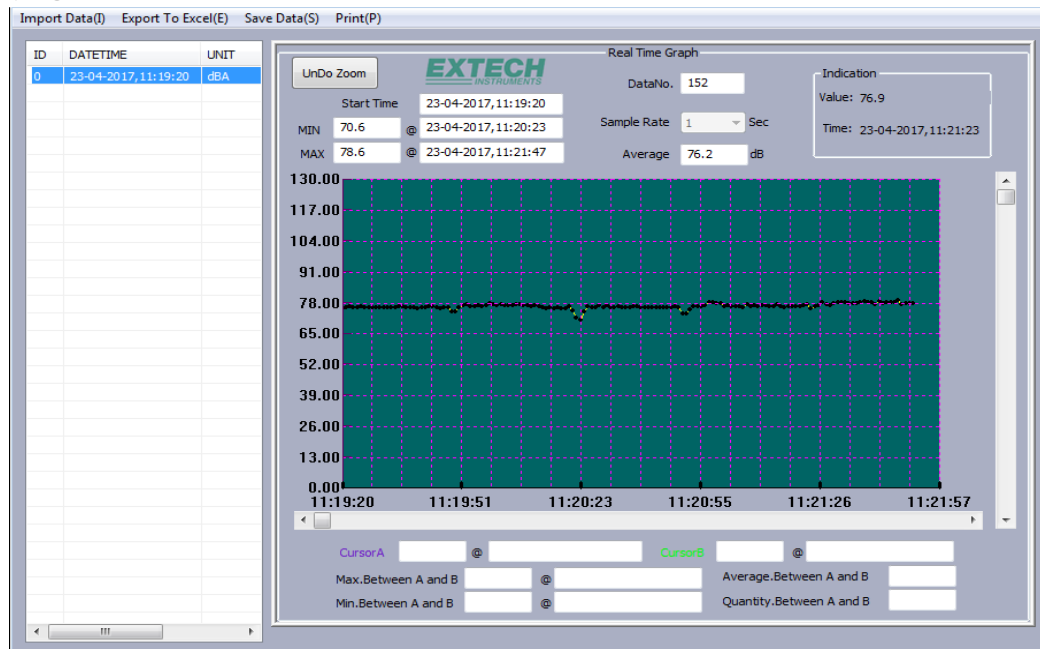 Import Data(I) Export To Excel(E) Save Data(S) Print(P)
ID DATETIME UNIT
0 23-04-2017,11:19:20 dBA
Real Time Graph
UnDo Zoom
EXTECH
INSTRUMENTS
DataNo. 152
Start Time 23-04-2017,11:19:20
Sample Rate 1 Sec
MIN 70.6 @ 23-04-2017,11:20:23
MAX 78.6 @ 23-04-2017,11:21:47
Average 76.2 dB
Indication
Value: 76.9
Time: 23-04-2017,11:21:23
130.00
117.00
104.00
91.00
78.00
65.00
52.00
39.00
26.00
13.00
0.00
11:19:20 11:19:51 11:20:23 11:20:55 11:21:26 11:21:57
CursorA @ CursorB @
Max.Between A and B @ Average.Between A and B
Min.Between A and B @ Quantity.Between A and B